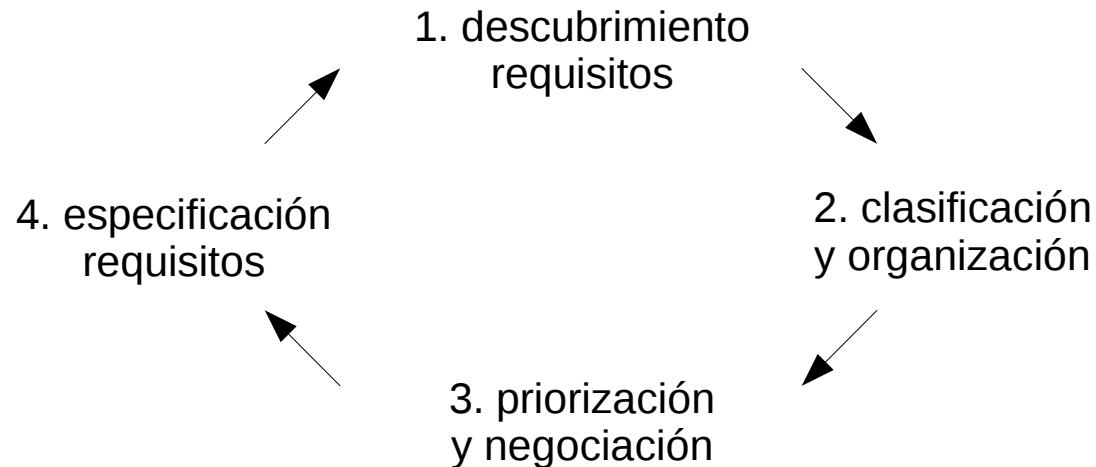 1. descubrimiento
requisitos
2. clasificación
y organización
3. priorización
y negociación
4. especificación
requisitos